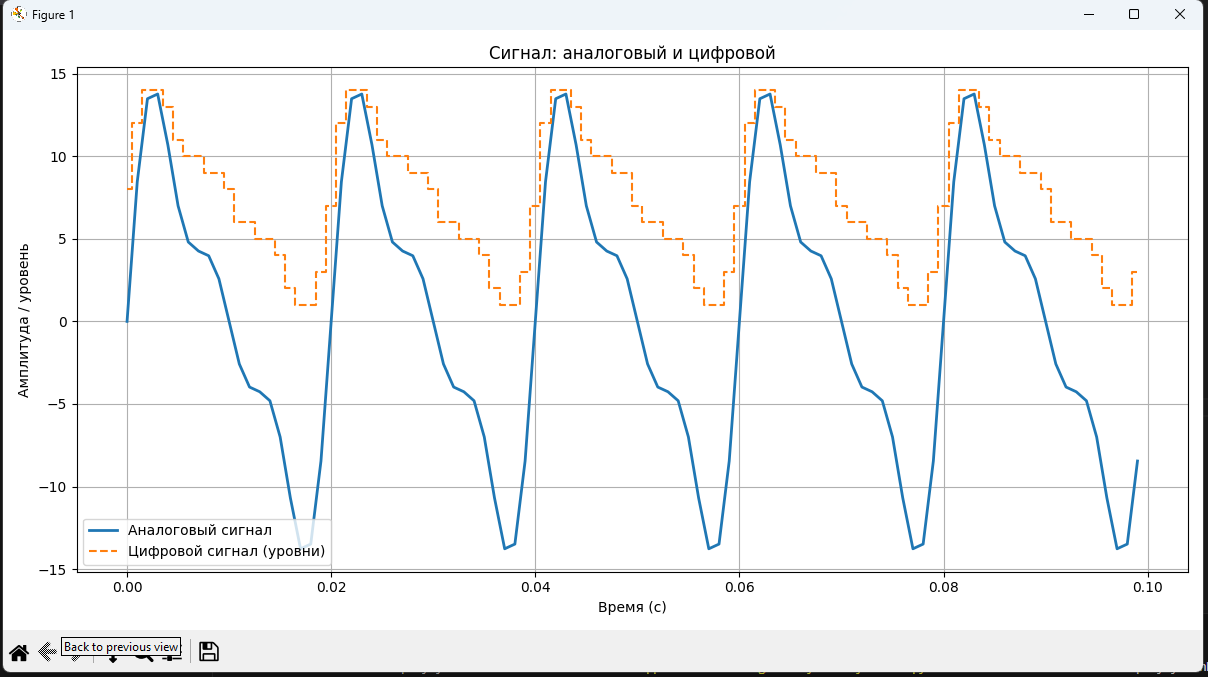 Figure 1
Сигнал: аналоговый и цифровой
15
10
5
0
−5
−10
−15
Амплитуда / уровень
Аналоговый сигнал
Цифровой сигнал (уровни)
0.00 0.02 0.04 0.06 0.08 0.10
Время (с)
Back to previous view